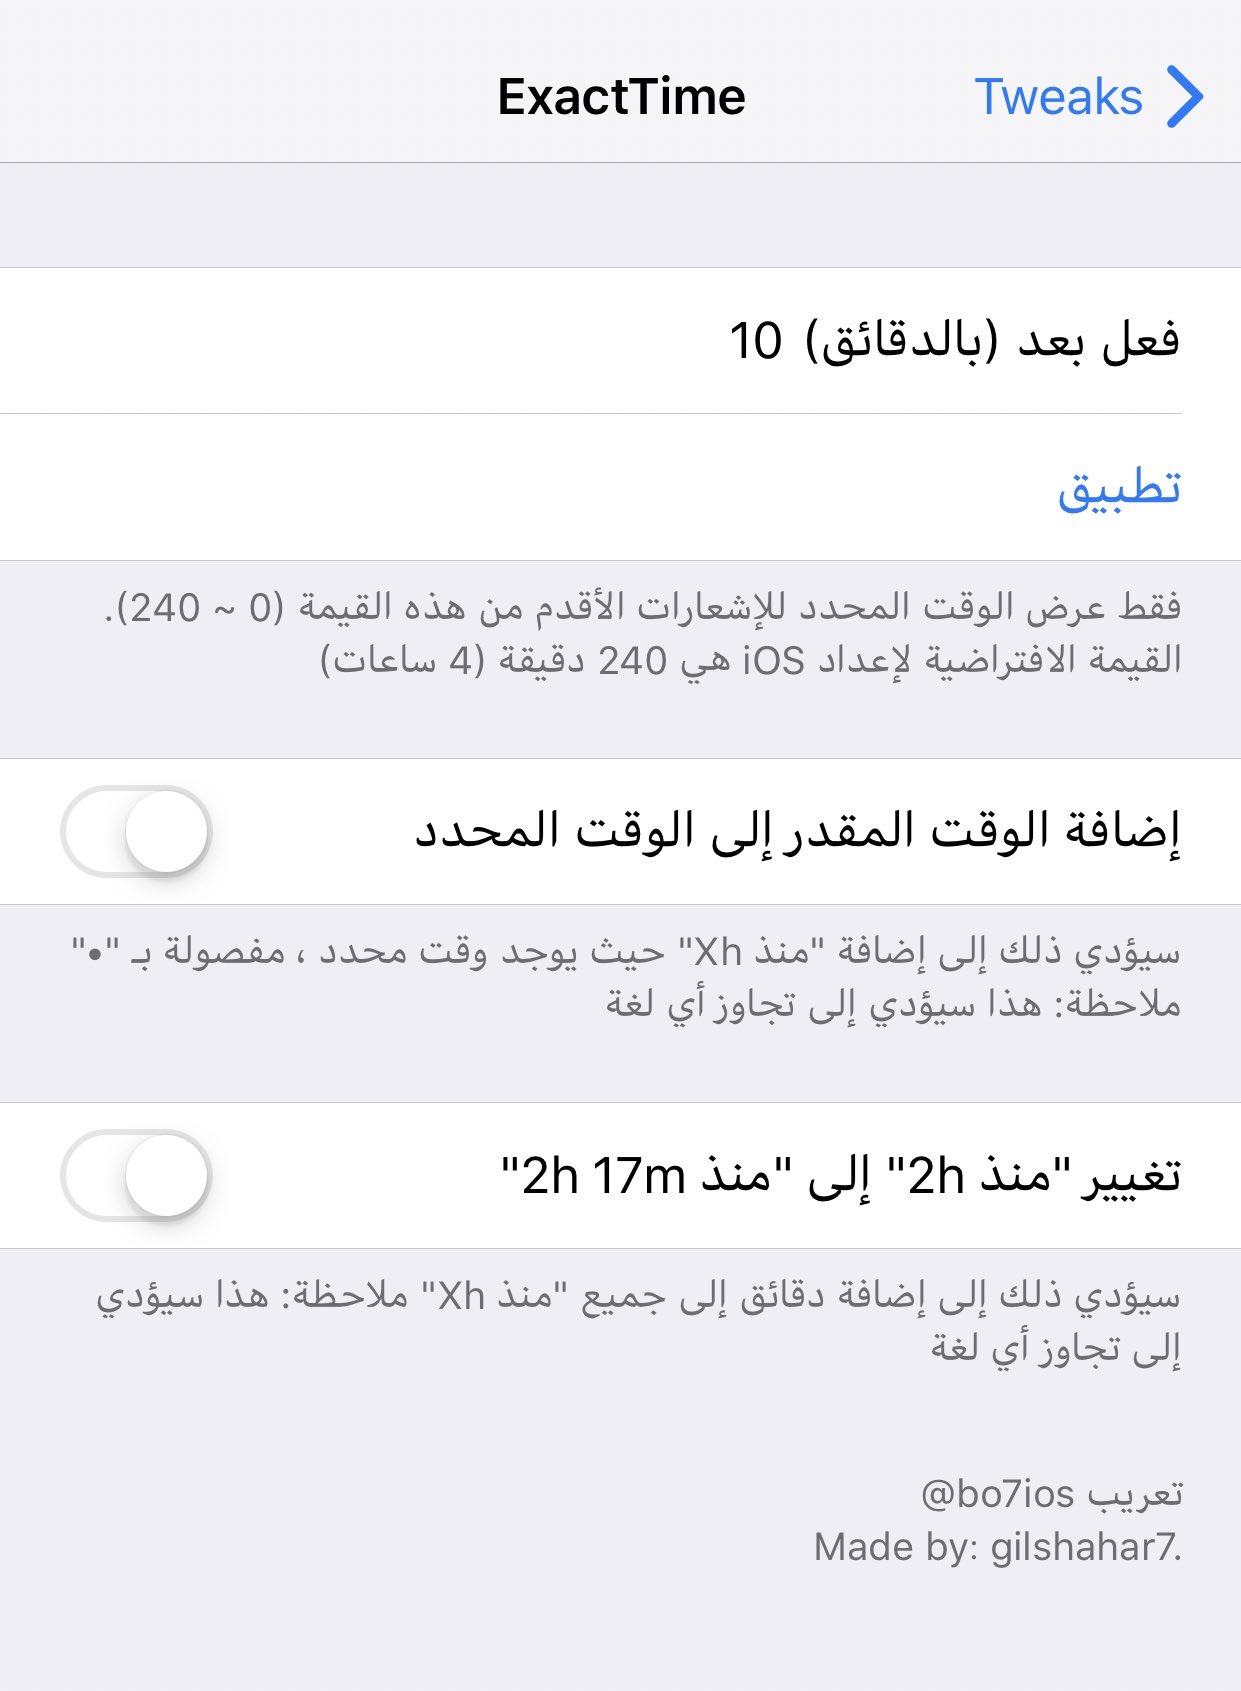 ExactTime
Tweaks
فعل بعد (بالدقائق) 10
تطبيق
فقط عرض الوقت المحدد للإشعارات الأقدم من هذه القيمة (0 ~ 240).
القيمة الافتراضية لإعداد iOS هي 240 دقيقة (4 ساعات)
إضافة الوقت المقدر إلى الوقت المحدد
سيؤدي ذلك إلى إضافة "منذ Xh" حيث يوجد وقت محدد ، مفصولة بـ "•"
ملاحظة: هذا سيؤدي إلى تجاوز أي لغة
تغيير "منذ 2h" إلى "منذ 2h 17m"
سيؤدي ذلك إلى إضافة دقائق إلى جميع "منذ Xh" ملاحظة: هذا سيؤدي
إلى تجاوز أي لغة
تعريب @bo7ios
Made by: gilshahar7.